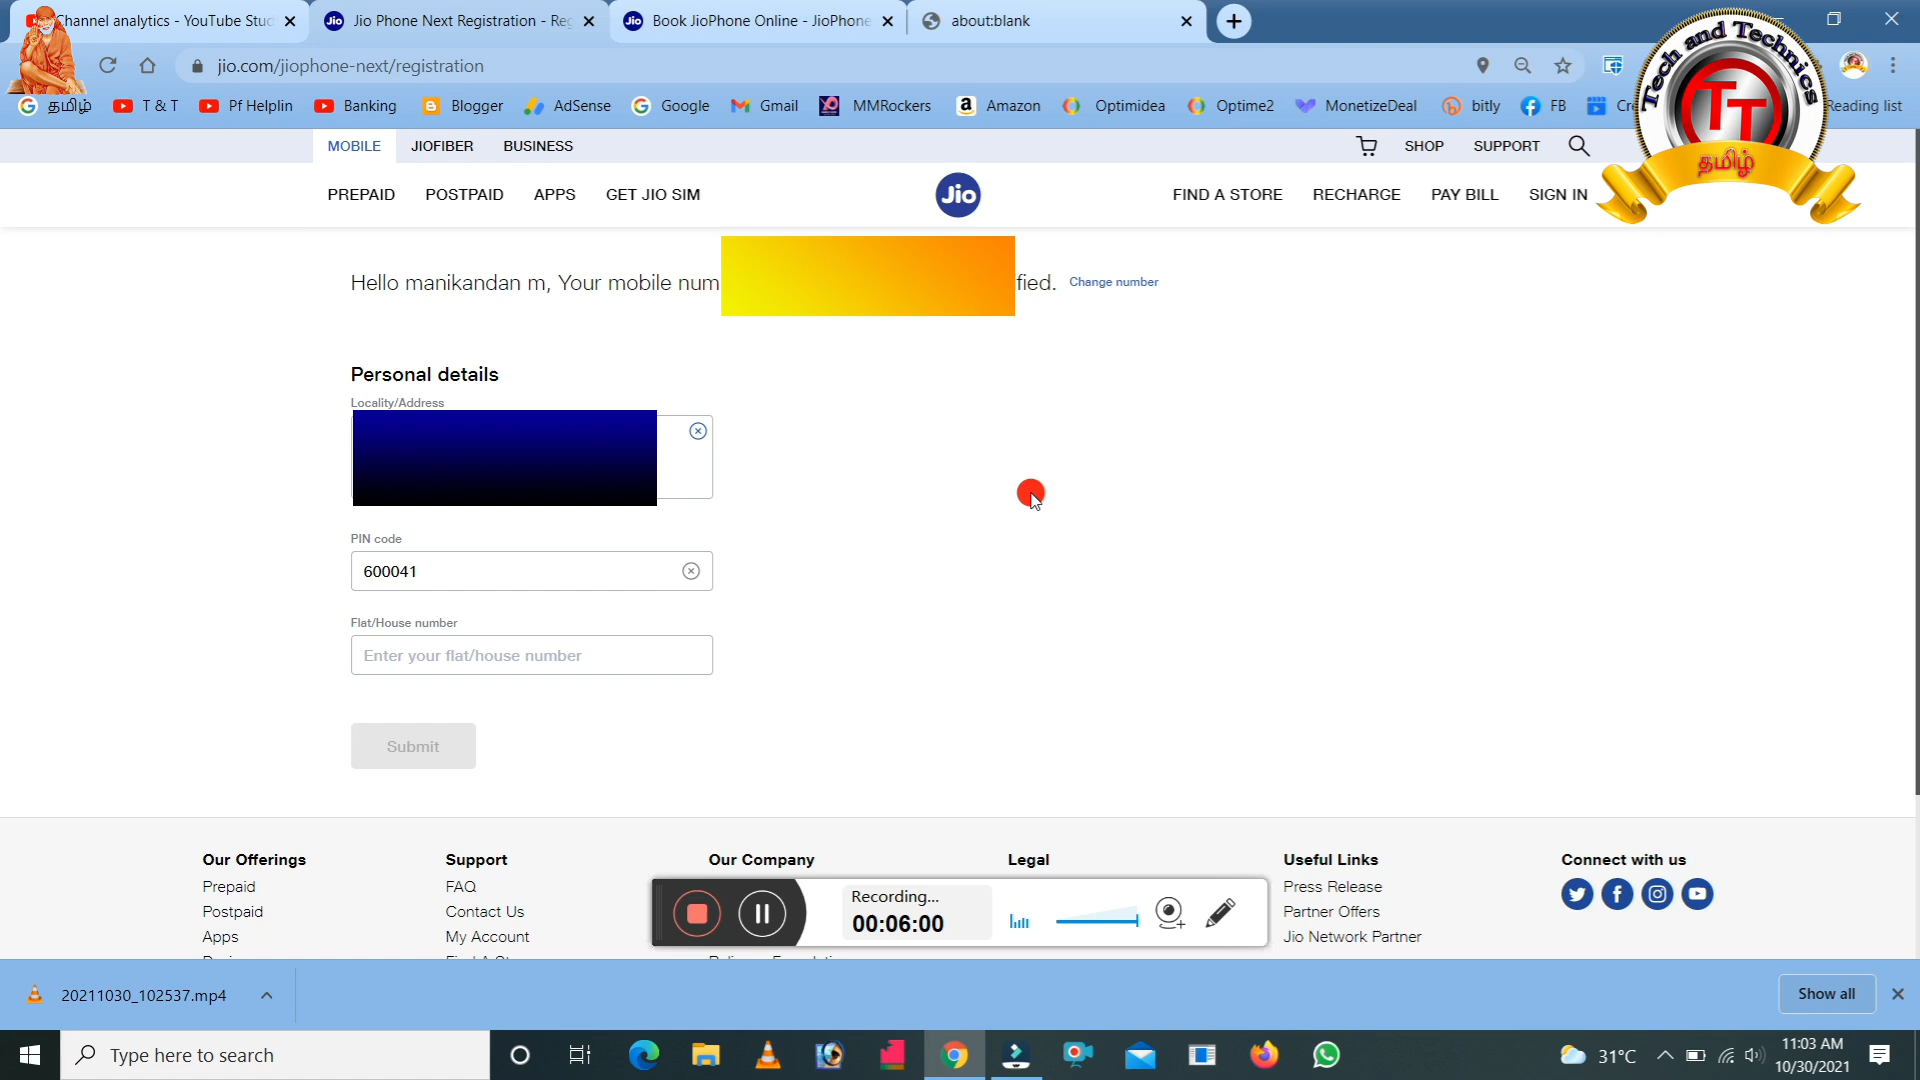 Channel analytics - YouTube Stud
Jio Phone Next Registration - Reg
Book JioPhone Online - JioPhone
about:blank
jio.com/jiophone-next/registration
தமிழ்
T & T
Pf Helplin
Banking
Blogger
AdSense
Google
Gmail
MMRockers
Amazon
Optimidea
Optime2
MonetizeDeal
bitly
FB
Reading list
Tech and Technics
TT
தமிழ்
MOBILE
JIOFIBER
BUSINESS
SHOP
SUPPORT
PREPAID
POSTPAID
APPS
GET JIO SIM
Jio
FIND A STORE
RECHARGE
PAY BILL
SIGN IN
Hello manikandan m, Your mobile num fied. Change number
Personal details
Locality/Address
PIN code
600041
Flat/House number
Enter your flat/house number
Submit
Our Offerings
Prepaid
Postpaid
Apps
Support
FAQ
Contact Us
My Account
Our Company
Legal
Useful Links
Press Release
Partner Offers
Jio Network Partner
Connect with us
Recording...
00:06:00
20211030_102537.mp4
Show all
Type here to search
31°C
11:03 AM
10/30/2021